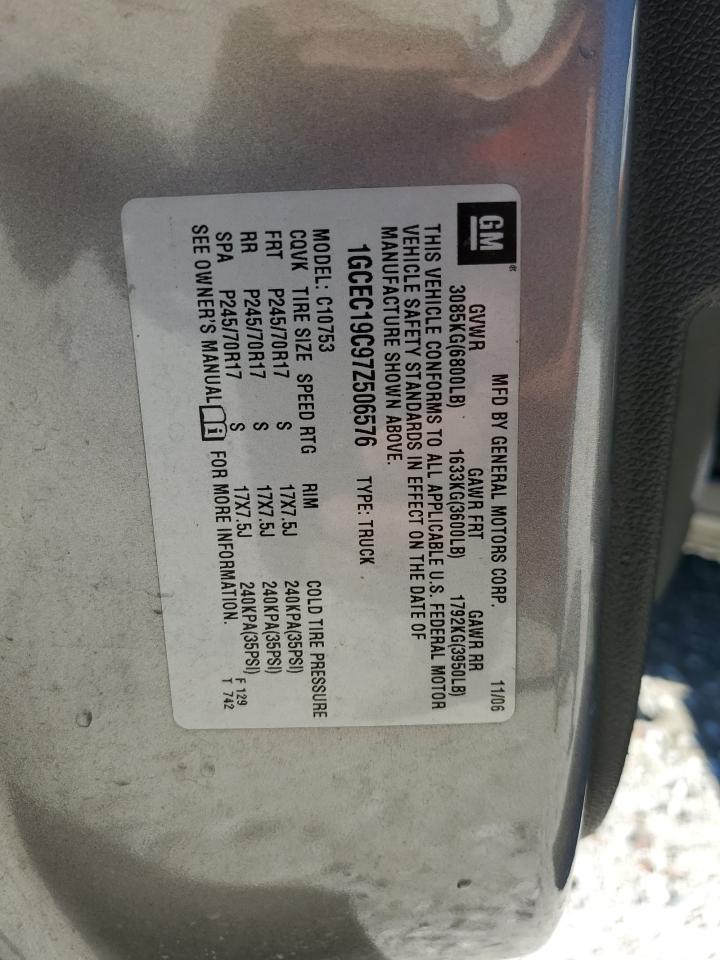 GM
MFD BY GENERAL MOTORS CORP. 11/06
GVWR GAWR FRT GAWR RR
3085KG(6800LB) 1633KG(3600LB) 1792KG(3950LB)
THIS VEHICLE CONFORMS TO ALL APPLICABLE U.S. FEDERAL MOTOR
VEHICLE SAFETY STANDARDS IN EFFECT ON THE DATE OF
MANUFACTURE SHOWN ABOVE.
1GCEC19C97Z506576 TYPE: TRUCK
MODEL: C10753
CQVK TIRE SIZE SPEED RTG RIM COLD TIRE PRESSURE
FRT P245/70R17 S 17X7.5J 240KPA(35PSI)
RR P245/70R17 S 17X7.5J 240KPA(35PSI)
SPA P245/70R17 S 17X7.5J 240KPA(35PSI)
SEE OWNER'S MANUAL i FOR MORE INFORMATION.
F 129
T 742